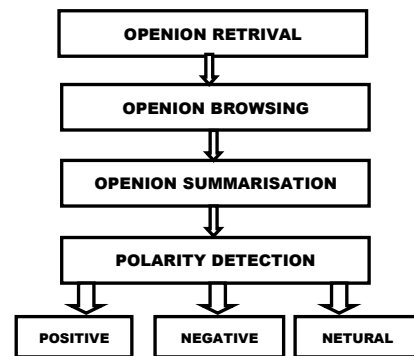 OPENION RETRIVAL
OPENION BROWSING
OPENION SUMMARISATION
POLARITY DETECTION
POSITIVE NEGATIVE NETURAL